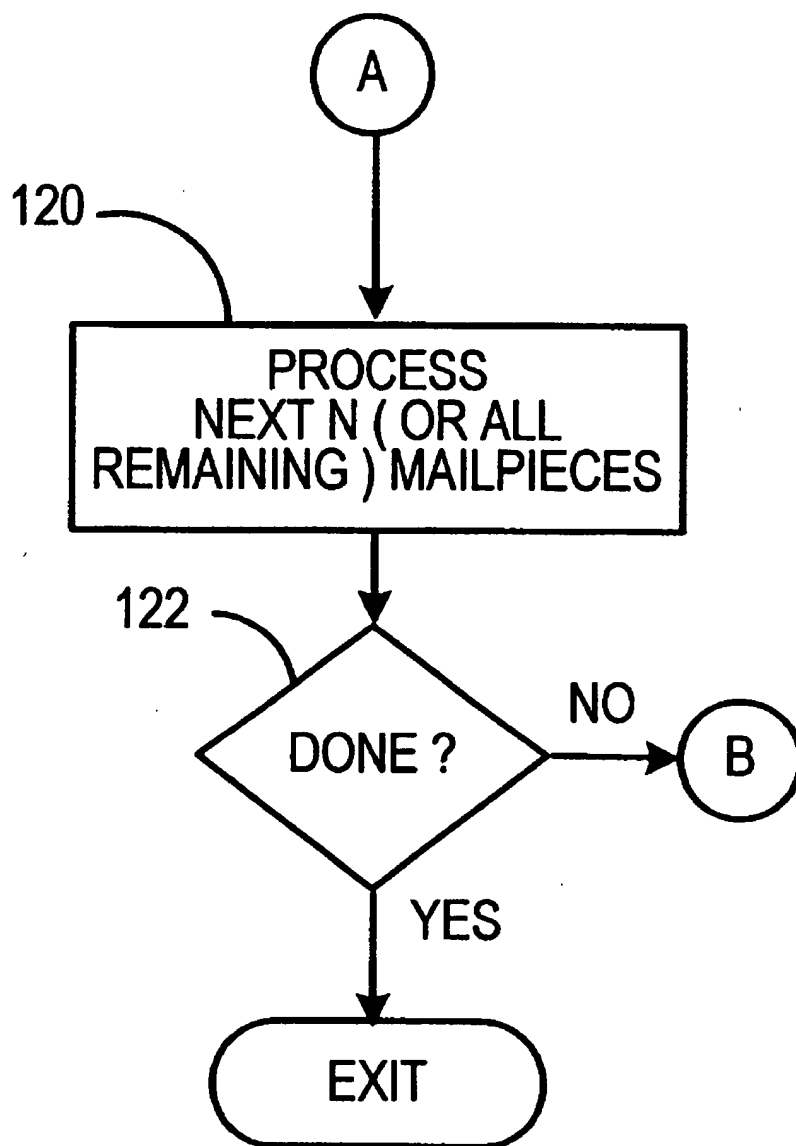 A
120
PROCESS
NEXT N ( OR ALL
REMAINING ) MAILPIECES
122
DONE ?
NO
B
YES
EXIT